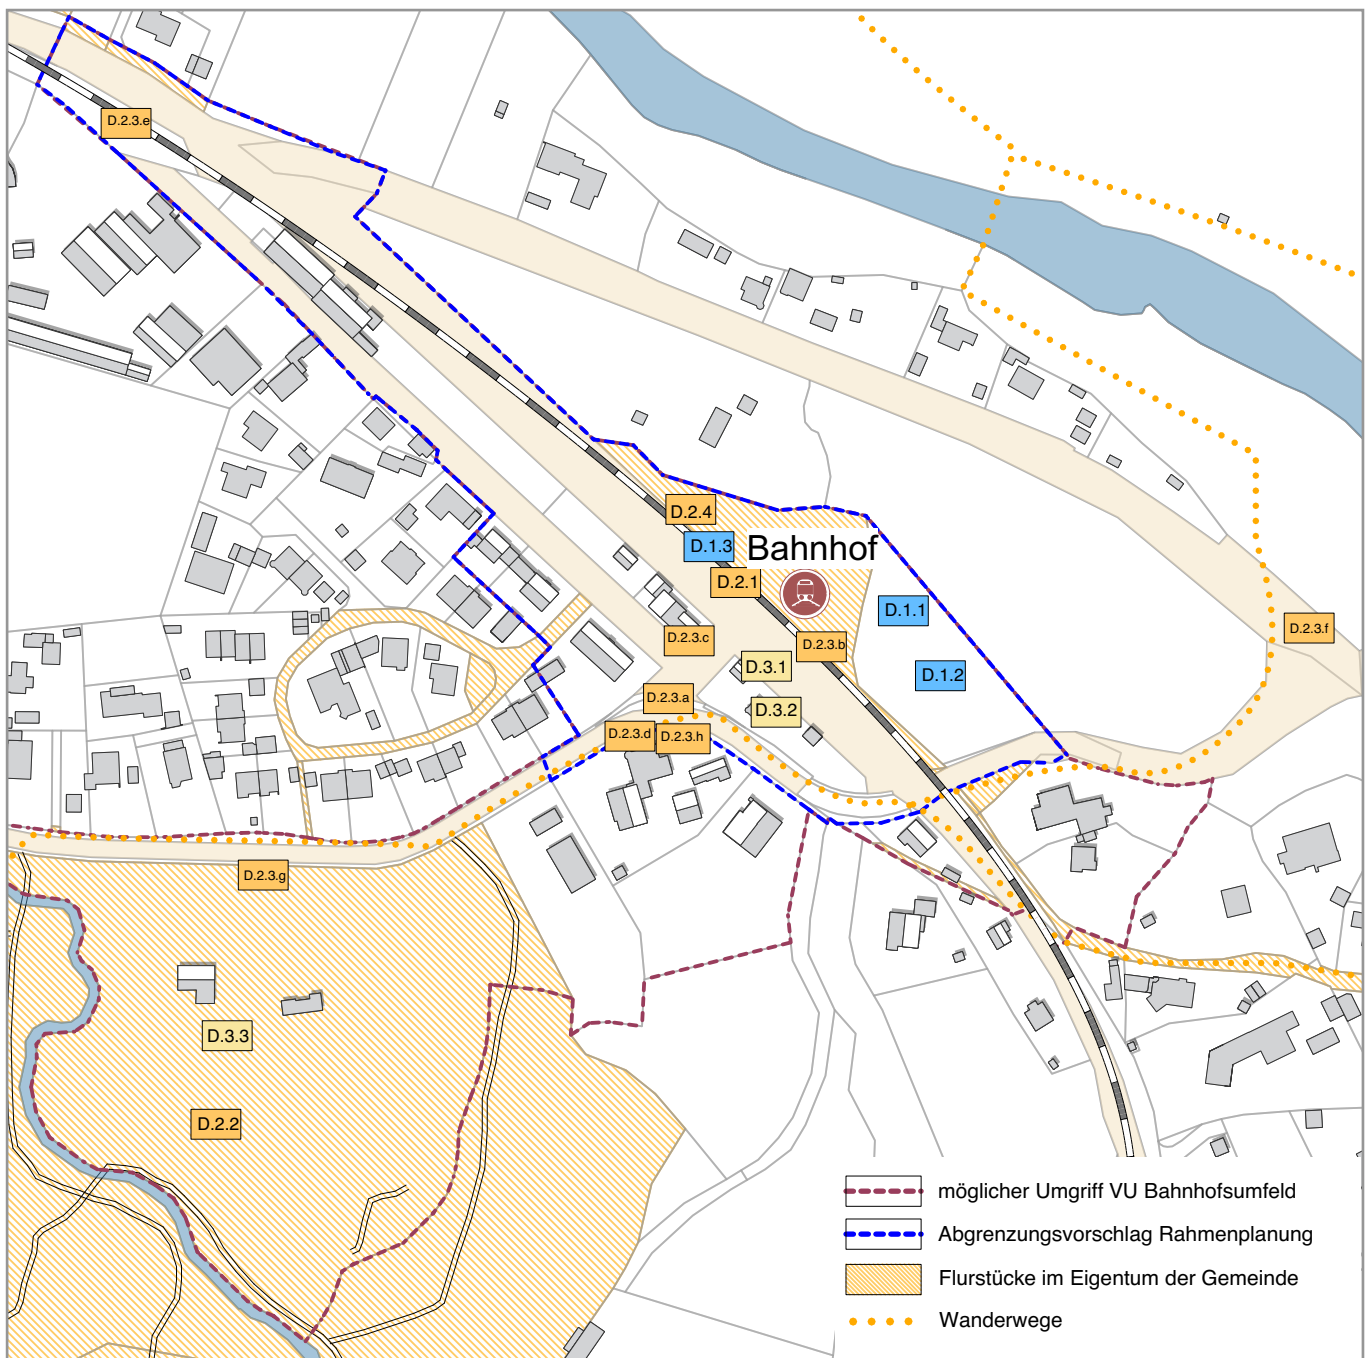 D.2.3.e
D.2.4
D.1.3
Bahnhof
D.2.1
D.1.1
D.2.3.f
D.2.3.c
D.2.3.b
D.3.1
D.1.2
D.2.3.a
D.3.2
D.2.3.d
D.2.3.h
D.2.3.g
D.3.3
D.2.2
möglicher Umgriff VU Bahnhofsumfeld
Abgrenzungsvorschlag Rahmenplanung
Flurstücke im Eigentum der Gemeinde
Wanderwege